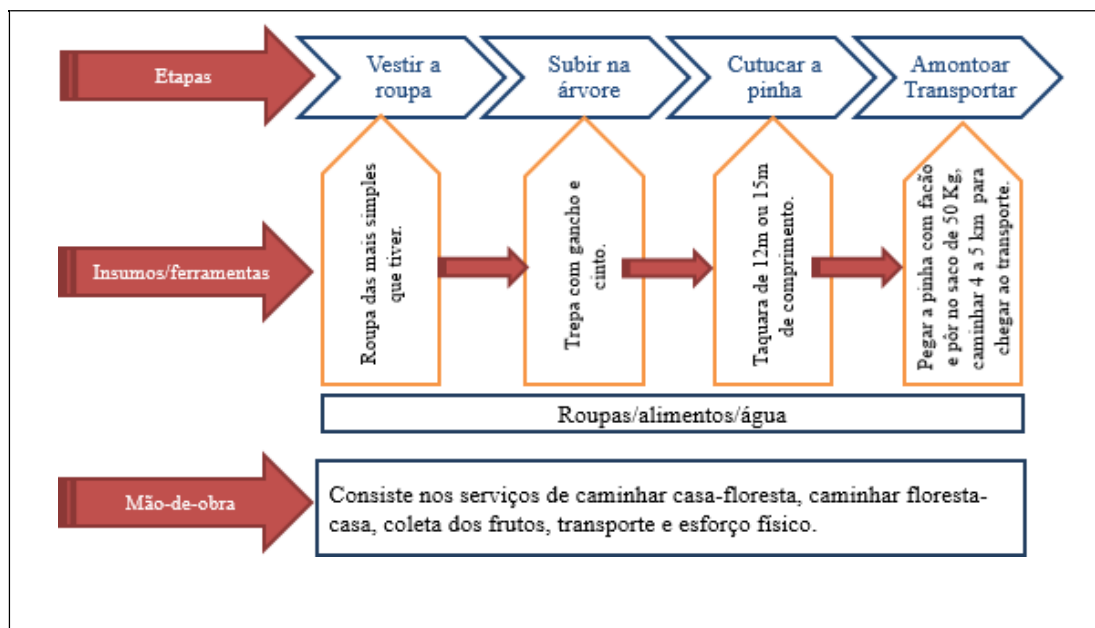 Etapas
Vestir a
roupa
Subir na
árvore
Cutucar a
pinha
Amontoar
Transportar
Insumos/ferramentas
Roupa das mais simples
que tiver.
Trepa com gancho e
cinto.
Taquara de 12m ou 15m
de comprimento.
Pegar a pinha com facão
e pôr no saco de 50 Kg,
caminhar 4 a 5 km para
chegar ao transporte.
Roupas/alimentos/água
Mão-de-obra
Consiste nos serviços de caminhar casa-floresta, caminhar floresta-
casa, coleta dos frutos, transporte e esforço físico.